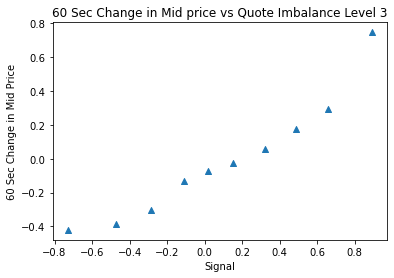 60 Sec Change in Mid price vs Quote Imbalance Level 3
60 Sec Change in Mid Price
0.8
0.6
0.4
0.2
0.0
−0.2
−0.4
−0.8 −0.6 −0.4 −0.2 0.0 0.2 0.4 0.6 0.8
Signal